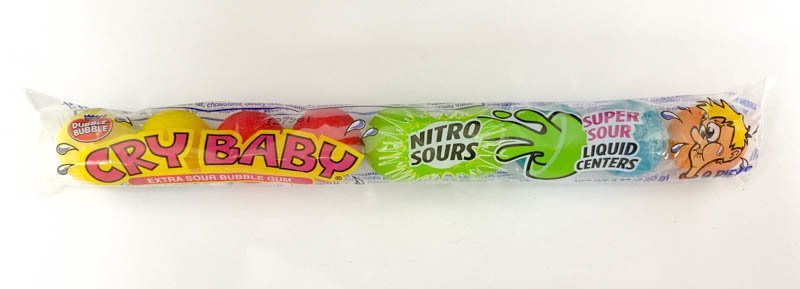 DUBBLE
BUBBLE
CRY BABY
EXTRA SOUR BUBBLE GUM
NITRO
SOURS
SUPER
SOUR
LIQUID
CENTERS